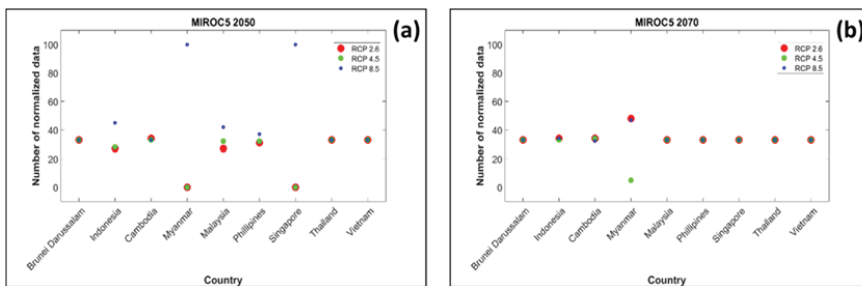 MIROC5 2050
(a)
RCP 2.6
RCP 4.5
RCP 8.5
Number of normalized data
100
80
60
40
20
0
Brunei Darussalam
Indonesia
Cambodia
Myanmar
Malaysia
Phillipines
Singapore
Thailand
Vietnam
Country
MIROC5 2070
(b)
RCP 2.6
RCP 4.5
RCP 8.5
Number of normalized data
100
80
60
40
20
0
Brunei Darussalam
Indonesia
Cambodia
Myanmar
Malaysia
Phillipines
Singapore
Thailand
Vietnam
Country